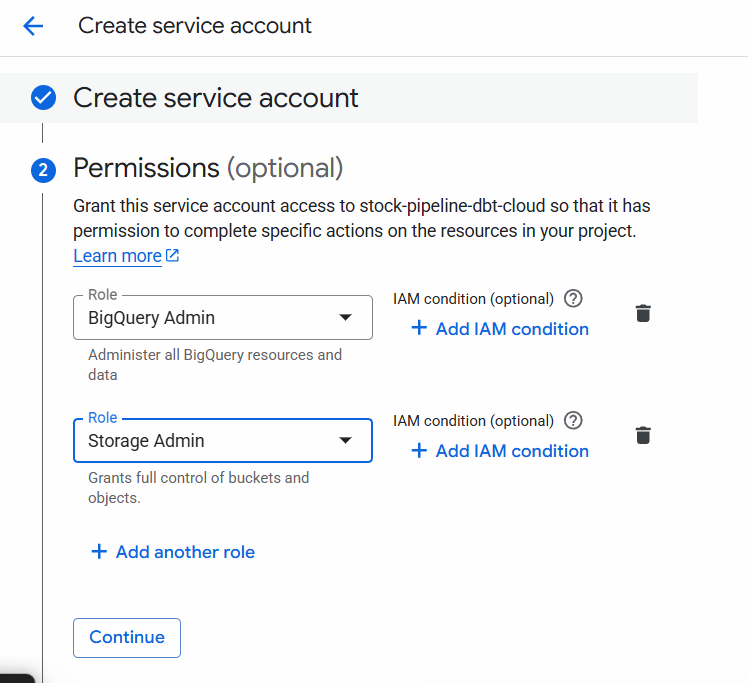 Create service account
Create service account
2
Permissions (optional)
Grant this service account access to stock-pipeline-dbt-cloud so that it has
permission to complete specific actions on the resources in your project.
Learn more
Role
BigQuery Admin
IAM condition (optional) ?
+ Add IAM condition
Administer all BigQuery resources and
data
Role
Storage Admin
IAM condition (optional) ?
+ Add IAM condition
Grants full control of buckets and
objects.
+ Add another role
Continue